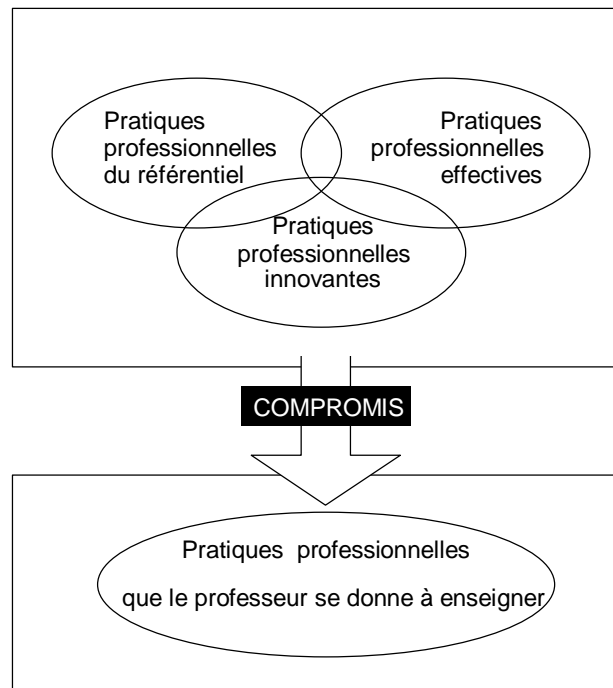 Pratiques
professionnelles
du référentiel
Pratiques
professionnelles
effectives
Pratiques
professionnelles
innovantes
COMPROMIS
Pratiques professionnelles
que le professeur se donne à enseigner